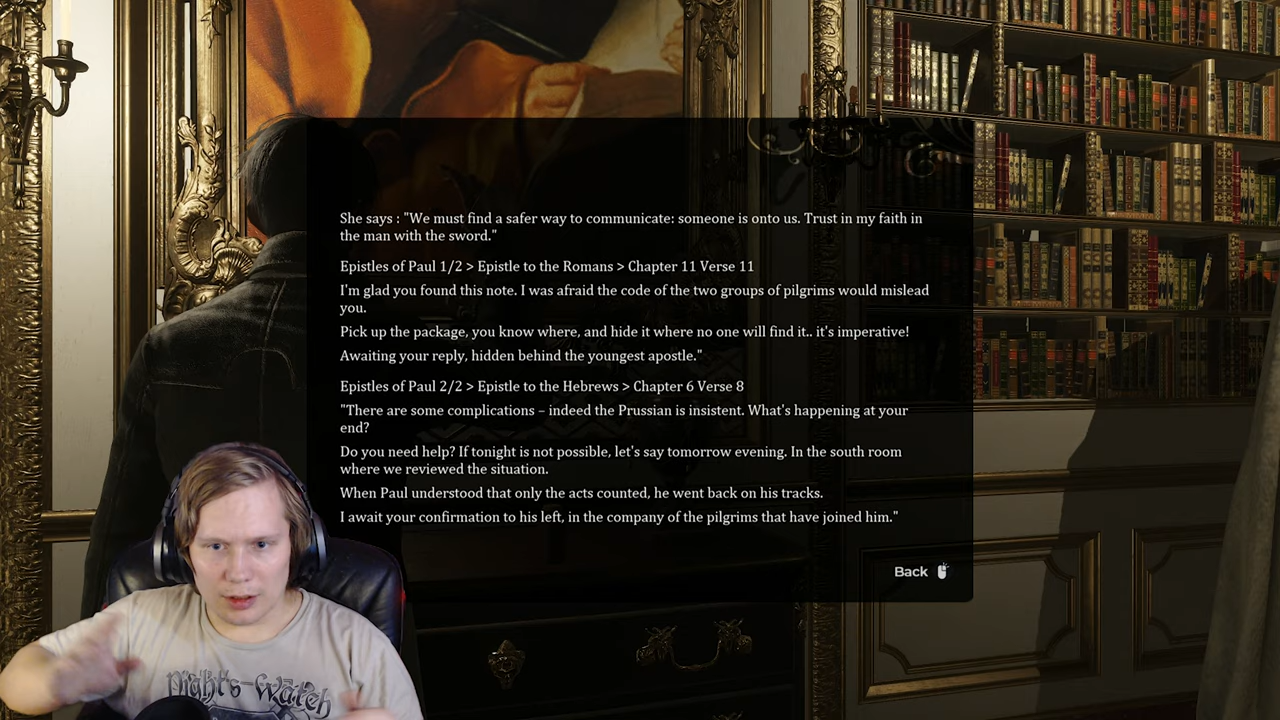 She says : "We must find a safer way to communicate: someone is onto us. Trust in my faith in
the man with the sword."
Epistles of Paul 1/2 > Epistle to the Romans > Chapter 11 Verse 11
I'm glad you found this note. I was afraid the code of the two groups of pilgrims would mislead
you.
Pick up the package, you know where, and hide it where no one will find it.. it's imperative!
Awaiting your reply, hidden behind the youngest apostle."
Epistles of Paul 2/2 > Epistle to the Hebrews > Chapter 6 Verse 8
"There are some complications – indeed the Prussian is insistent. What's happening at your
end?
Do you need help? If tonight is not possible, let's say tomorrow evening. In the south room
where we reviewed the situation.
When Paul understood that only the acts counted, he went back on his tracks.
I await your confirmation to his left, in the company of the pilgrims that have joined him."
Back
Night's-Watch